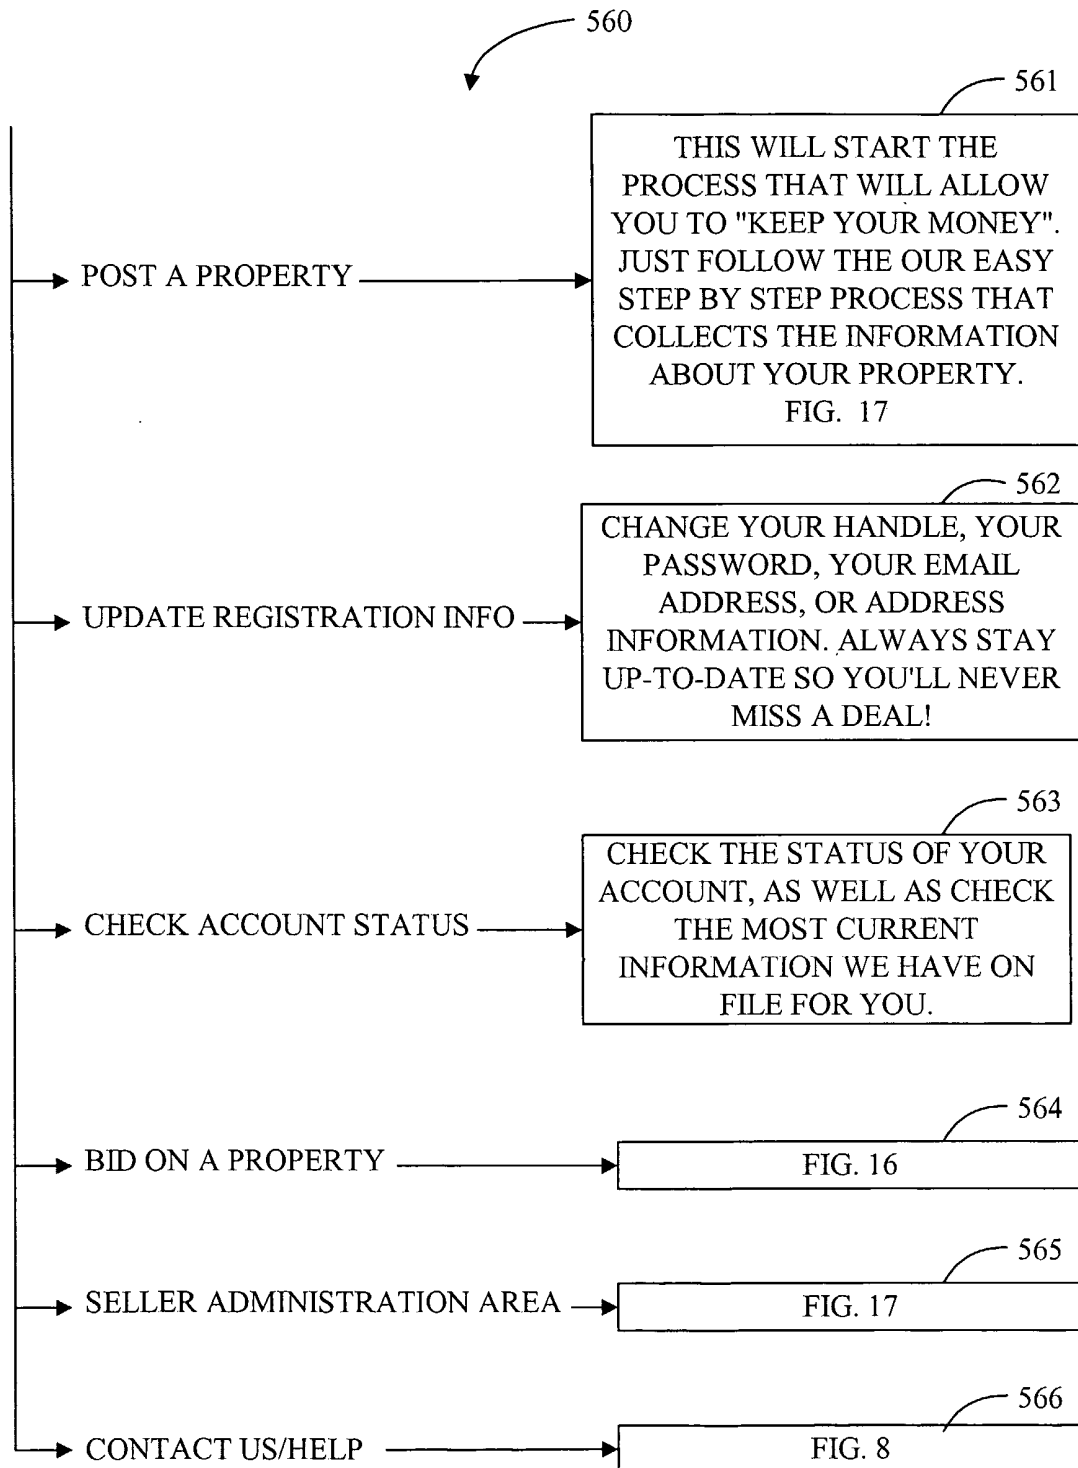 560
561
THIS WILL START THE
PROCESS THAT WILL ALLOW
YOU TO "KEEP YOUR MONEY".
JUST FOLLOW THE OUR EASY
STEP BY STEP PROCESS THAT
COLLECTS THE INFORMATION
ABOUT YOUR PROPERTY.
FIG. 17
POST A PROPERTY
562
CHANGE YOUR HANDLE, YOUR
PASSWORD, YOUR EMAIL
ADDRESS, OR ADDRESS
INFORMATION. ALWAYS STAY
UP-TO-DATE SO YOU'LL NEVER
MISS A DEAL!
UPDATE REGISTRATION INFO
563
CHECK THE STATUS OF YOUR
ACCOUNT, AS WELL AS CHECK
THE MOST CURRENT
INFORMATION WE HAVE ON
FILE FOR YOU.
CHECK ACCOUNT STATUS
564
BID ON A PROPERTY
FIG. 16
565
SELLER ADMINISTRATION AREA
FIG. 17
566
CONTACT US/HELP
FIG. 8